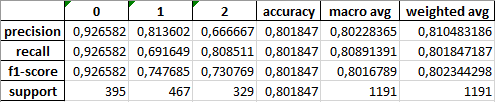 0 1 2 accuracy macro avg weighted avg
precision 0,926582 0,813602 0,666667 0,801847 0,80228365 0,810483186
recall 0,926582 0,691649 0,808511 0,801847 0,80891391 0,801847187
f1-score 0,926582 0,747685 0,730769 0,801847 0,8016789 0,802344298
support 395 467 329 0,801847 1191 1191